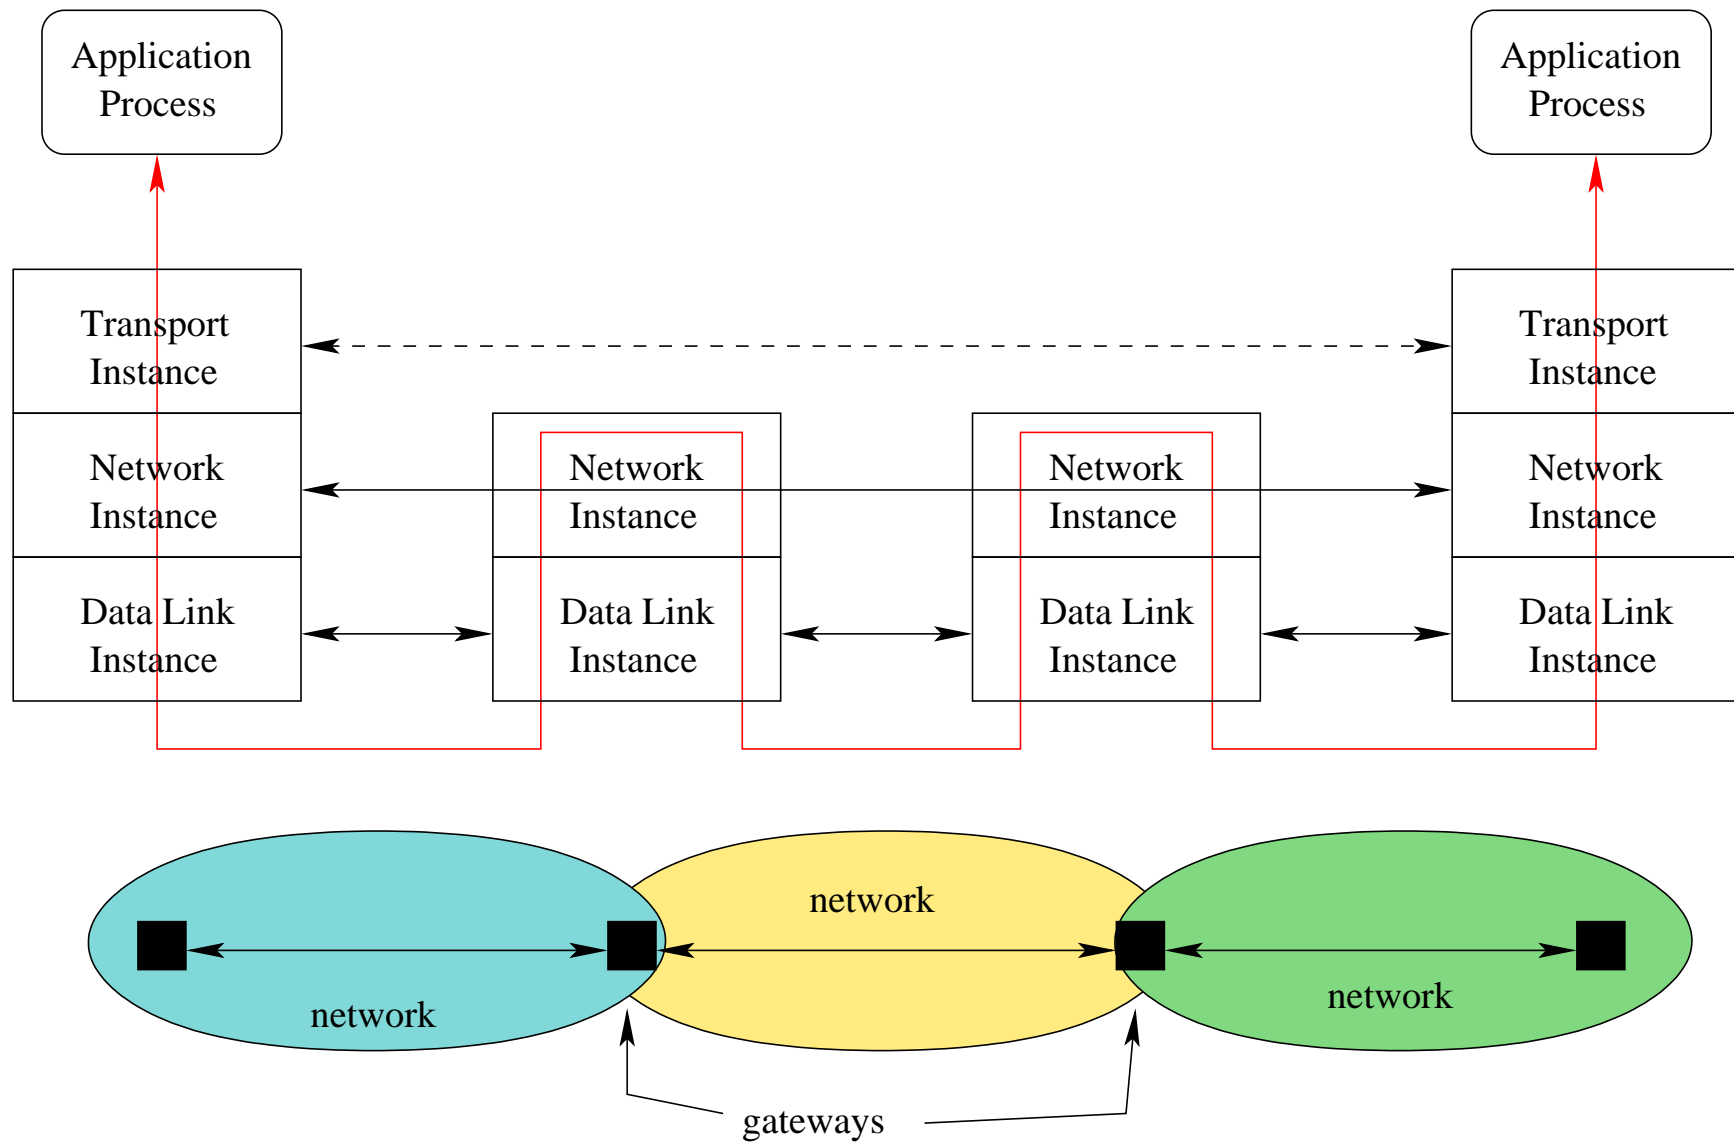 Application
Process
Application
Process
Transport
Instance
Transport
Instance
Network
Instance
Network
Instance
Network
Instance
Network
Instance
Data Link
Instance
Data Link
Instance
Data Link
Instance
Data Link
Instance
network
network
network
gateways